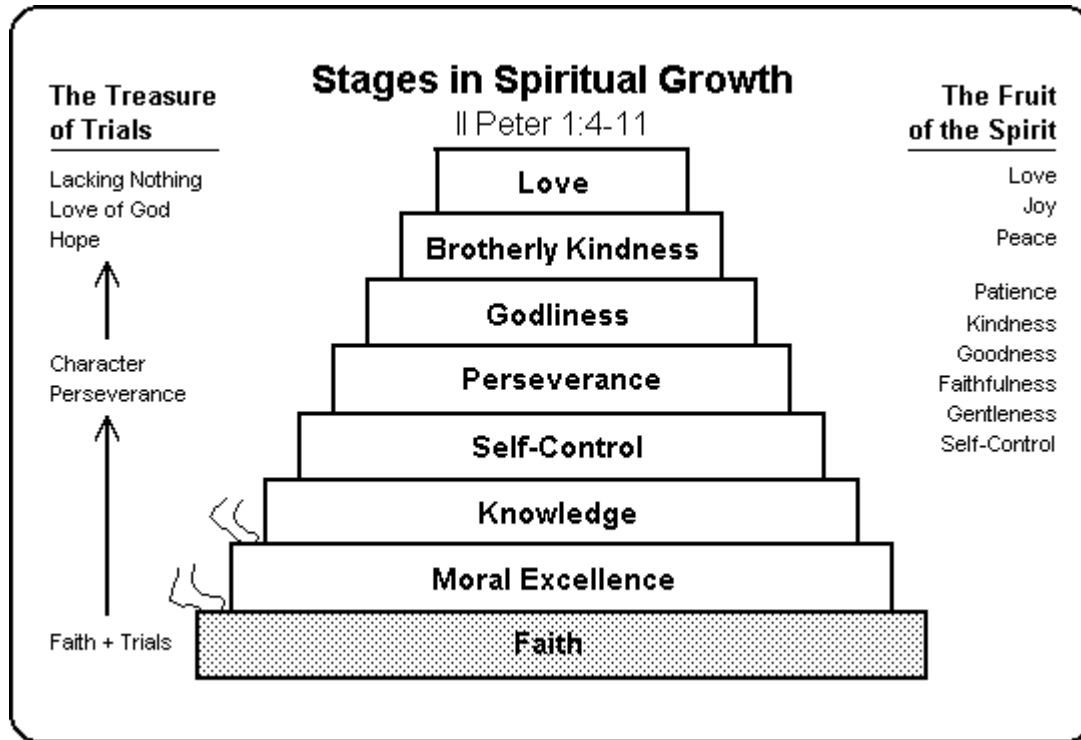 Stages in Spiritual Growth
II Peter 1:4-11
The Treasure
of Trials
Lacking Nothing
Love of God
Hope
Character
Perseverance
Faith + Trials
Love
Brotherly Kindness
Godliness
Perseverance
Self-Control
Knowledge
Moral Excellence
Faith
The Fruit
of the Spirit
Love
Joy
Peace
Patience
Kindness
Goodness
Faithfulness
Gentleness
Self-Control